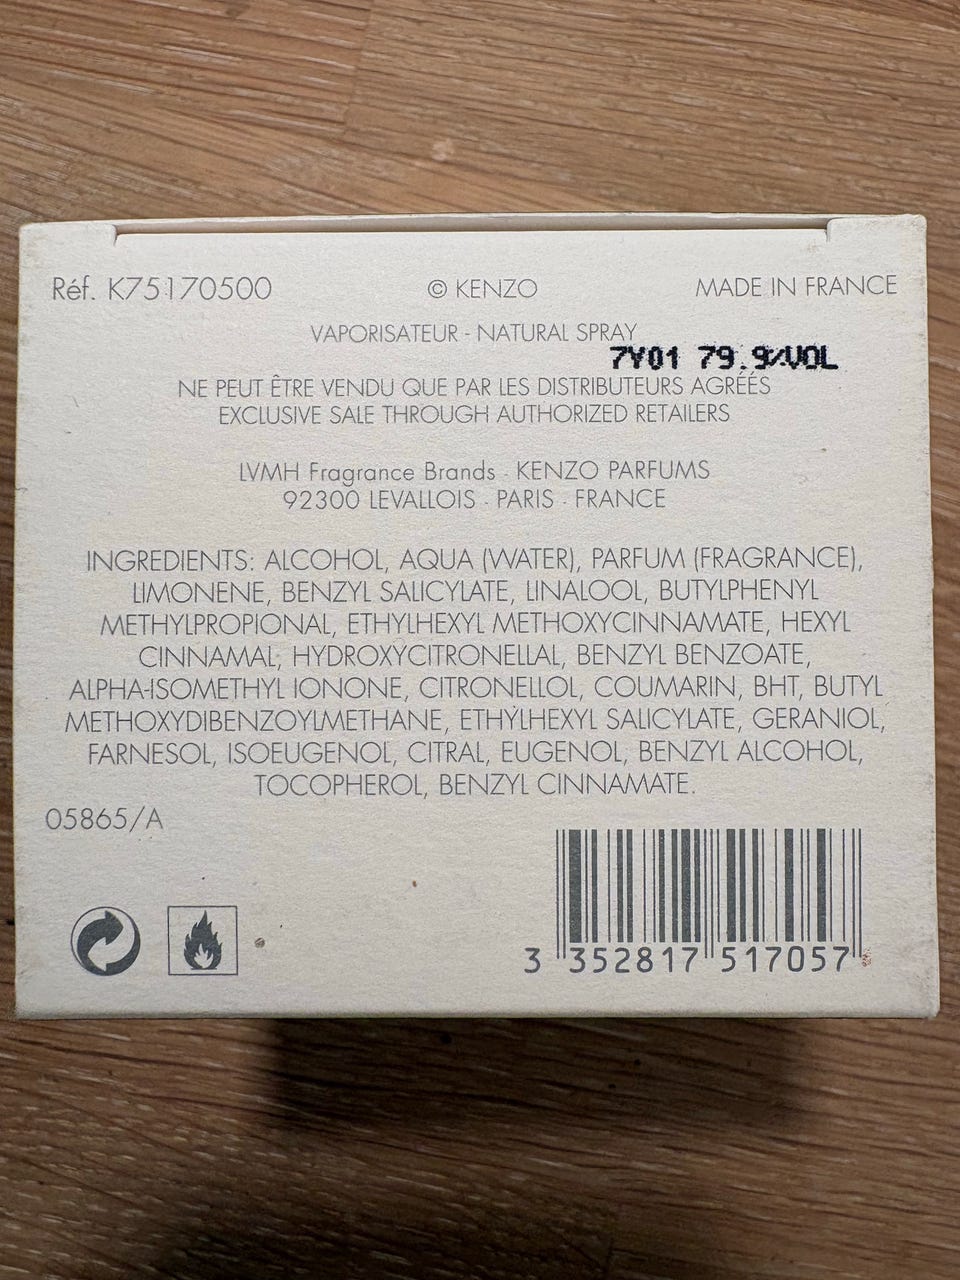 Réf. K75170500 © KENZO MADE IN FRANCE
VAPORISATEUR - NATURAL SPRAY
7Y01 79.9%VOL
NE PEUT ÊTRE VENDU QUE PAR LES DISTRIBUTEURS AGRÉÉS
EXCLUSIVE SALE THROUGH AUTHORIZED RETAILERS
LVMH Fragrance Brands - KENZO PARFUMS
92300 LEVALLOIS - PARIS - FRANCE
INGREDIENTS: ALCOHOL, AQUA (WATER), PARFUM (FRAGRANCE),
LIMONENE, BENZYL SALICYLATE, LINALOOL, BUTYLPHENYL
METHYLPROPIONAL, ETHYLHEXYL METHOXYCINNAMATE, HEXYL
CINNAMAL, HYDROXYCITRONELLAL, BENZYL BENZOATE,
ALPHA-ISOMETHYL IONONE, CITRONELLOL, COUMARIN, BHT, BUTYL
METHOXYDIBENZOYLMETHANE, ETHYLHEXYL SALICYLATE, GERANIOL,
FARNESOL, ISOEUGENOL, CITRAL, EUGENOL, BENZYL ALCOHOL,
TOCOPHEROL, BENZYL CINNAMATE.
05865/A
3 352817 517057